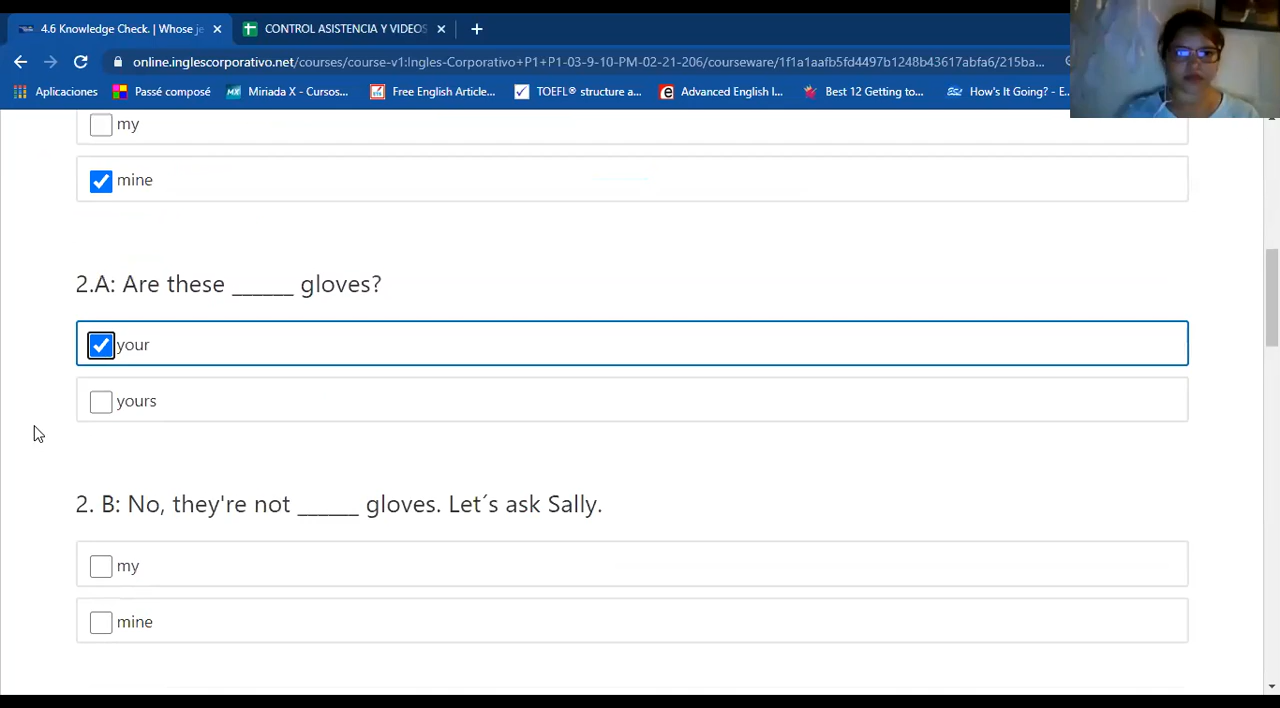 4.6 Knowledge Check. | Whose je
CONTROL ASISTENCIA Y VIDEOS
online.inglescorporativo.net/courses/course-v1:Ingles-Corporativo+P1+P1-03-9-10-PM-02-21-206/courseware/1f1a1aafb5fd4497b1248b43617abfa6/215ba...
Aplicaciones
Passé composé
Miriada X - Cursos...
Free English Article...
TOEFL® structure a...
Advanced English I...
Best 12 Getting to...
How's It Going? - E...
my
mine
2.A: Are these ______ gloves?
your
yours
2. B: No, they're not ______ gloves. Let´s ask Sally.
my
mine